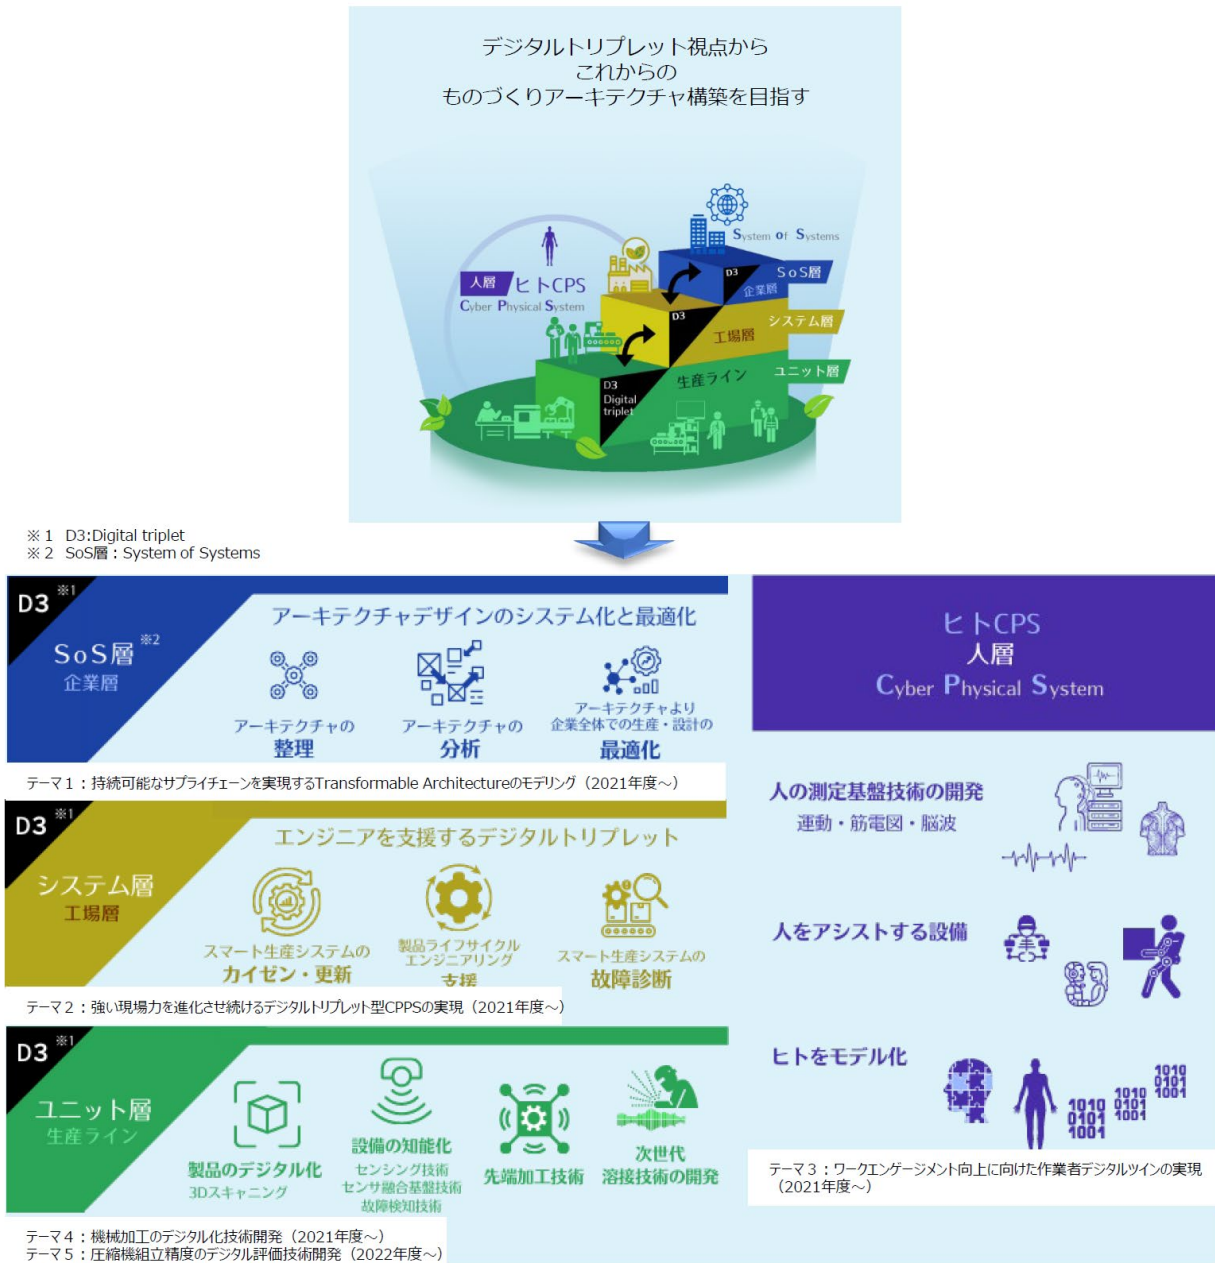 デジタルトリプレット視点から
これからの
ものづくりアーキテクチャ構築を目指す
System of Systems
人層 ヒトCPS
Cyber Physical System
D3 SoS層
企業層
D3 システム層
工場層
ユニット層
生産ライン
D3
Digital
triplet
※1 D3:Digital triplet
※2 SoS層：System of Systems
D3 ※1
SoS層 ※2
企業層
アーキテクチャデザインのシステム化と最適化
アーキテクチャの
整理
アーキテクチャの
分析
アーキテクチャより
企業全体での生産・設計の
最適化
テーマ1：持続可能なサプライチェーンを実現するTransformable Architectureのモデリング（2021年度～）
D3 ※1
システム層
工場層
エンジニアを支援するデジタルトリプレット
スマート生産システムの
カイゼン・更新
製品ライフサイクル
エンジニアリング
支援
スマート生産システムの
故障診断
テーマ2：強い現場力を進化させ続けるデジタルトリプレット型CPPSの実現（2021年度～）
D3 ※1
ユニット層
生産ライン
製品のデジタル化
3Dスキャニング
設備の知能化
センシング技術
センサ融合基盤技術
故障検知技術
先端加工技術
次世代
溶接技術の開発
テーマ4：機械加工のデジタル化技術開発（2021年度～）
テーマ5：圧縮機組立精度のデジタル評価技術開発（2022年度～）
ヒトCPS
人層
Cyber Physical System
人の測定基盤技術の開発
運動・筋電図・脳波
人をアシストする設備
ヒトをモデル化
1010
0101
1001
1010
0101
1001
1010
0101
1001
テーマ3：ワークエンゲージメント向上に向けた作業者デジタルツインの実現
（2021年度～）